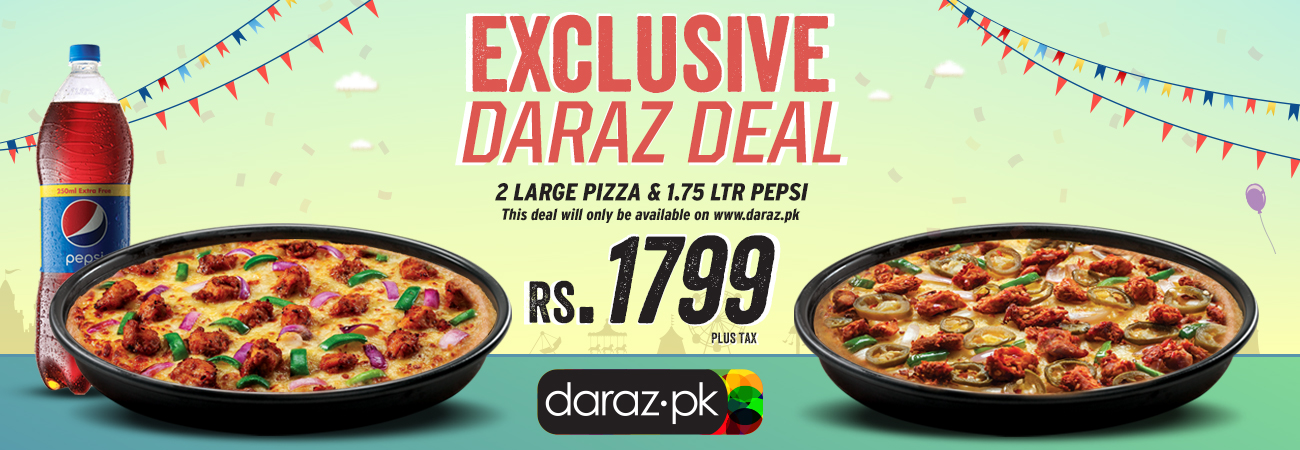 EXCLUSIVE
DARAZ DEAL
2 LARGE PIZZA & 1.75 LTR PEPSI
This deal will only be available on www.daraz.pk
RS. 1799
PLUS TAX
daraz.pk
250ml Extra Free
pepsi